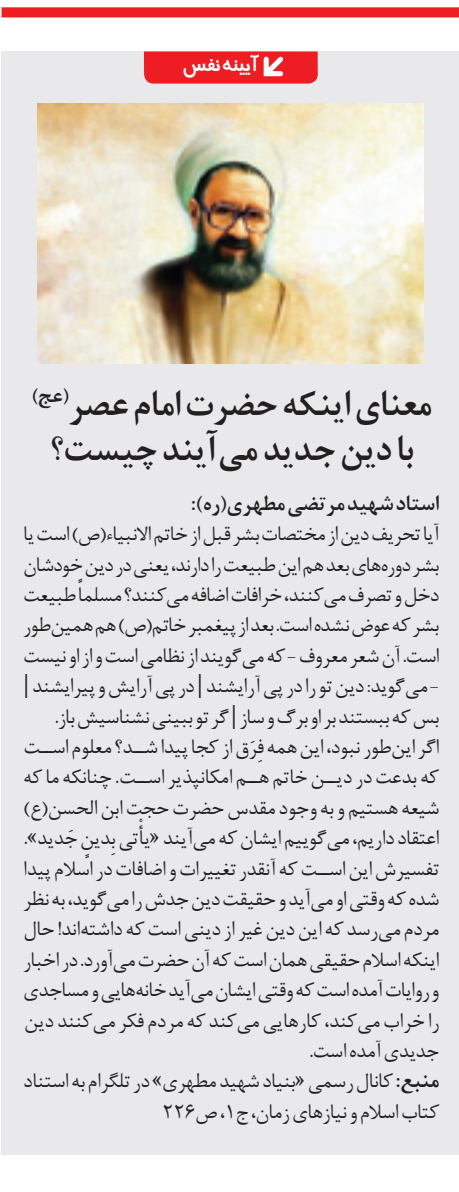 آیینه نفس
معنای اینکه حضرت امام عصر (عج)
با دین جدید می‌آیند چیست؟
استاد شهید مرتضی مطهری(ره):
آیا تحریف دین از مختصات بشر قبل از خاتم الانبیاء(ص) است یا
بشر دوره‌های بعد هم این طبیعت را دارند، یعنی در دین خودشان
دخل و تصرف می‌کنند، خرافات اضافه می‌کنند؟ مسلماً طبیعت
بشر که عوض نشده است. بعد از پیغمبر خاتم(ص) هم همین‌طور
است. آن شعر معروف - که می‌گویند از نظامی است و از او نیست
- می‌گوید: دین تو را در پی آرایشند | در پی آرایش و پیرایشند |
بس که ببستند بر او برگ و ساز | گر تو ببینی نشناسیش باز.
اگر این‌طور نبود، این همه فِرَق از کجا پیدا شد؟ معلوم است
که بدعت در دین خاتم هم امکانپذیر است. چنانکه ما که
شیعه هستیم و به وجود مقدس حضرت حجت ابن الحسن(ع)
اعتقاد داریم، می‌گوییم ایشان که می‌آیند «یأتی بِدینٍ جَدید».
تفسیرش این است که آنقدر تغییرات و اضافات در اسلام پیدا
شده که وقتی او می‌آید و حقیقت دین جدش را می‌گوید، به نظر
مردم می‌رسد که این دین غیر از دینی است که داشته‌اند! حال
اینکه اسلام حقیقی همان است که آن حضرت می‌آورد. در اخبار
و روایات آمده است که وقتی ایشان می‌آید خانه‌هایی و مساجدی
را خراب می‌کند، کارهایی می‌کند که مردم فکر می‌کنند دین
جدیدی آمده است.
منبع: کانال رسمی «بنیاد شهید مطهری» در تلگرام به استناد
کتاب اسلام و نیازهای زمان، ج۱، ص۲۲۶